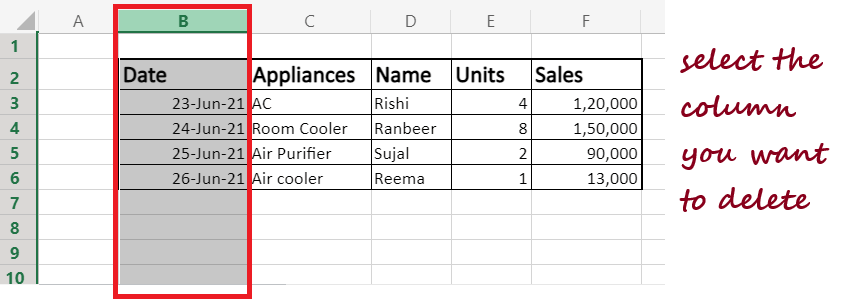 A B C D E F
1
2 Date Appliances Name Units Sales
3 23-Jun-21 AC Rishi 4 1,20,000
4 24-Jun-21 Room Cooler Ranbeer 8 1,50,000
5 25-Jun-21 Air Purifier Sujal 2 90,000
6 26-Jun-21 Air cooler Reema 1 13,000
7
8
9
10
select the
column
you want
to delete